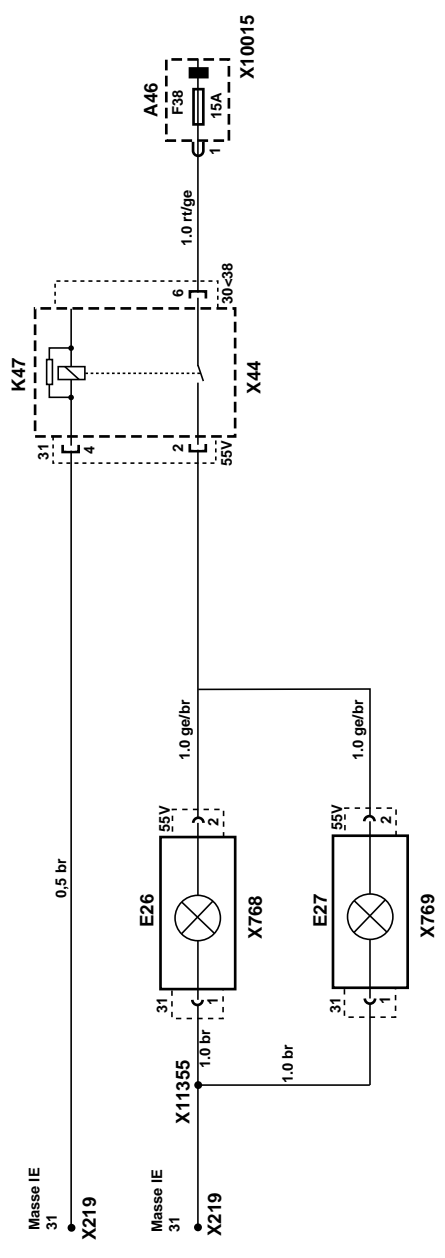 K47
Masse IE
31
31
0,5 br
X219
4
E26
A46
Masse IE
31
X11355
31
55V
1.0 ge/br
2
6
1.0 rt/ge
F38
X219
1.0 br
1
2
1
15A
55V
30<38
X768
X44
X10015
1.0 br
E27
31
55V
1.0 ge/br
1
2
X769